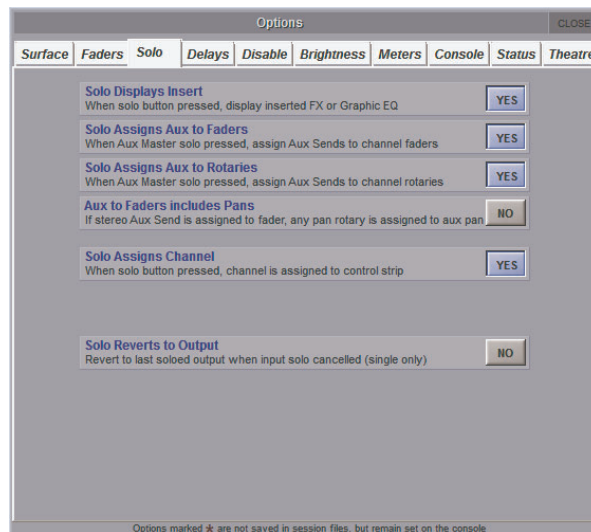 Options
CLOSE
Surface Faders Solo Delays Disable Brightness Meters Console Status Theatre
Solo Displays Insert
When solo button pressed, display inserted FX or Graphic EQ
YES
Solo Assigns Aux to Faders
When Aux Master solo pressed, assign Aux Sends to channel faders
YES
Solo Assigns Aux to Rotaries
When Aux Master solo pressed, assign Aux Sends to channel rotaries
YES
Aux to Faders includes Pans
If stereo Aux Send is assigned to fader, any pan rotary is assigned to aux pan
NO
Solo Assigns Channel
When solo button pressed, channel is assigned to control strip
YES
Solo Reverts to Output
Revert to last soloed output when input solo cancelled (single only)
NO
Options marked * are not saved in session files, but remain set on the console